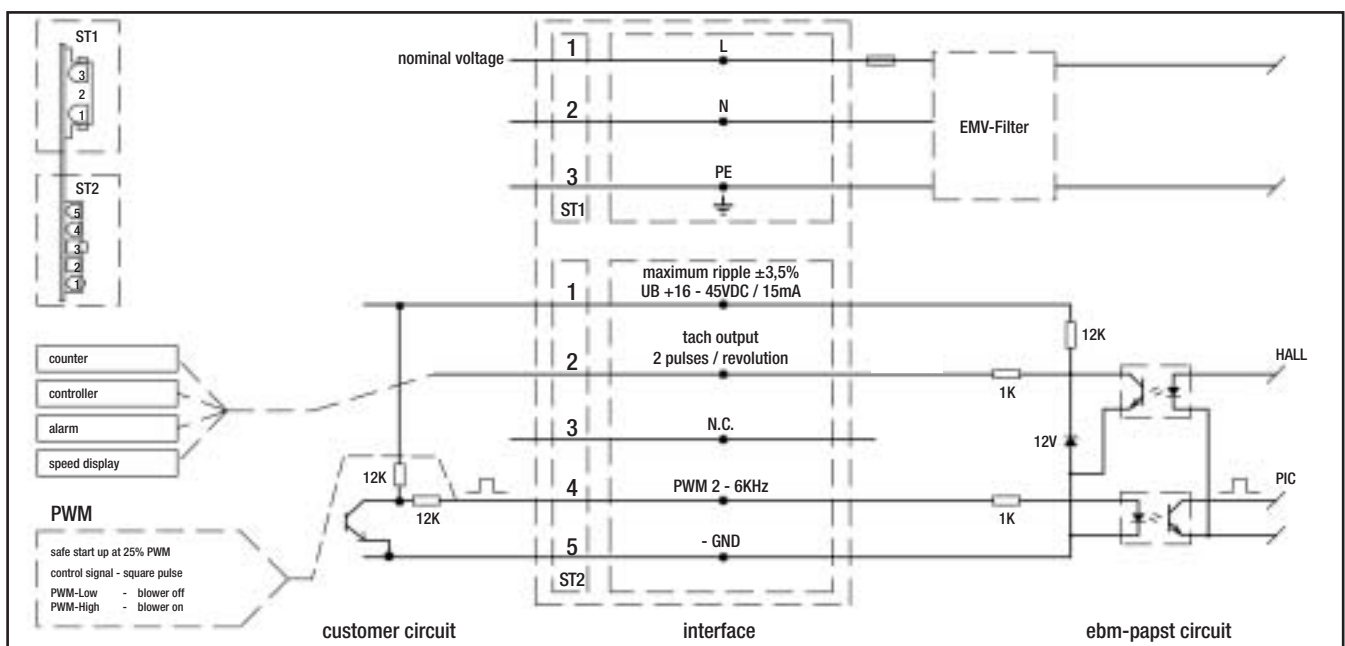 ST1
3
2
1
ST2
5
4
3
2
1
nominal voltage
1
L
2
N
3
PE
ST1
EMV-Filter
maximum ripple ±3,5%
1
UB +16 - 45VDC / 15mA
12K
tach output
2
2 pulses / revolution
1K
HALL
3
N.C.
12V
12K
12K
4
PWM 2 - 6KHz
1K
PIC
5
- GND
ST2
counter
controller
alarm
speed display
PWM
safe start up at 25% PWM
control signal - square pulse
PWM-Low - blower off
PWM-High - blower on
customer circuit
interface
ebm-papst circuit